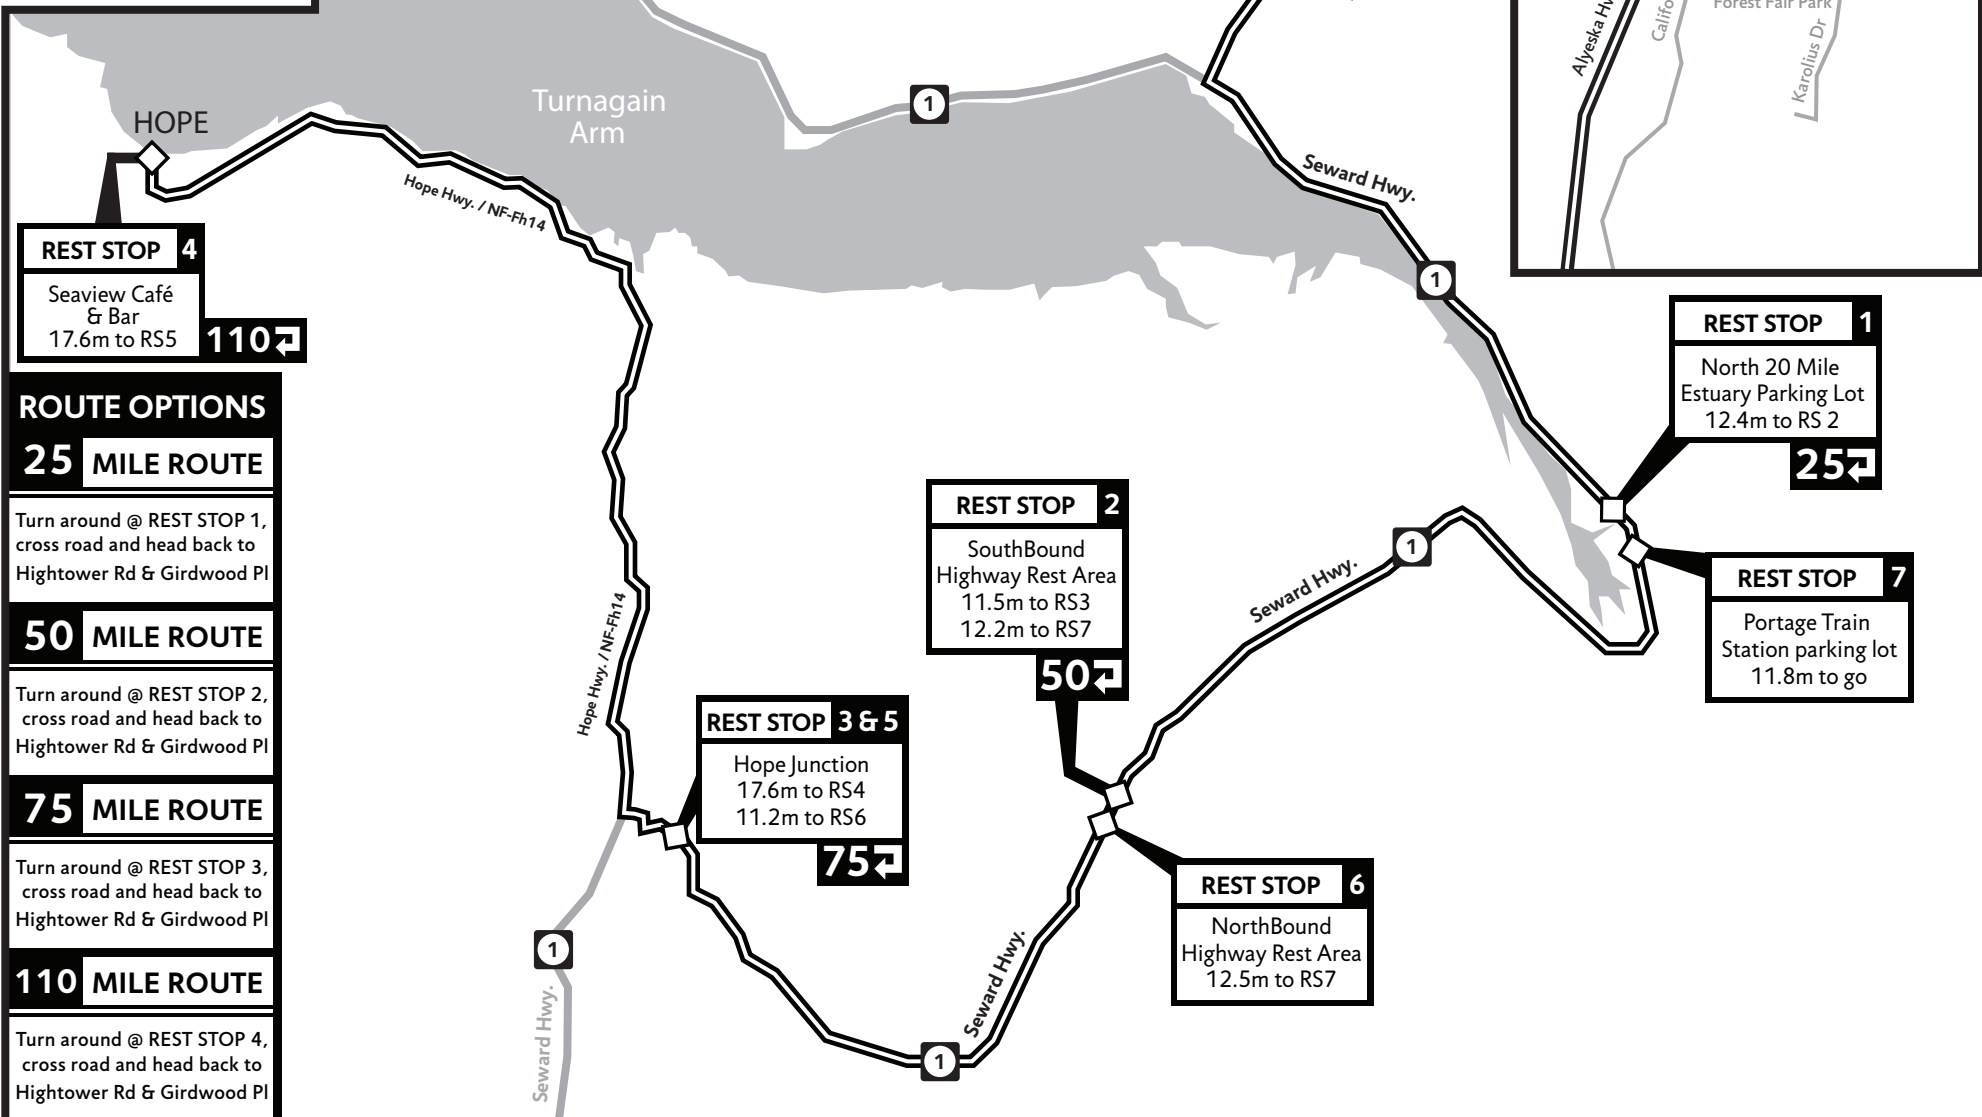 Forest Fair Park
Alyeska Hw
Califo
Karolius Dr
Turnagain
Arm
1
HOPE
Seward Hwy.
Hope Hwy. / NF-Fh14
1
REST STOP 4
Seaview Café
& Bar
17.6m to RS5
110
REST STOP 1
North 20 Mile
Estuary Parking Lot
12.4m to RS 2
25
ROUTE OPTIONS
25 MILE ROUTE
Turn around @ REST STOP 1,
cross road and head back to
Hightower Rd & Girdwood Pl
50 MILE ROUTE
Turn around @ REST STOP 2,
cross road and head back to
Hightower Rd & Girdwood Pl
75 MILE ROUTE
Turn around @ REST STOP 3,
cross road and head back to
Hightower Rd & Girdwood Pl
110 MILE ROUTE
Turn around @ REST STOP 4,
cross road and head back to
Hightower Rd & Girdwood Pl
REST STOP 2
SouthBound
Highway Rest Area
11.5m to RS3
12.2m to RS7
50
1
Seward Hwy.
REST STOP 7
Portage Train
Station parking lot
11.8m to go
Hope Hwy. / NF-Fh14
REST STOP 3 & 5
Hope Junction
17.6m to RS4
11.2m to RS6
75
REST STOP 6
NorthBound
Highway Rest Area
12.5m to RS7
1
Seward Hwy.
Seward Hwy.
1